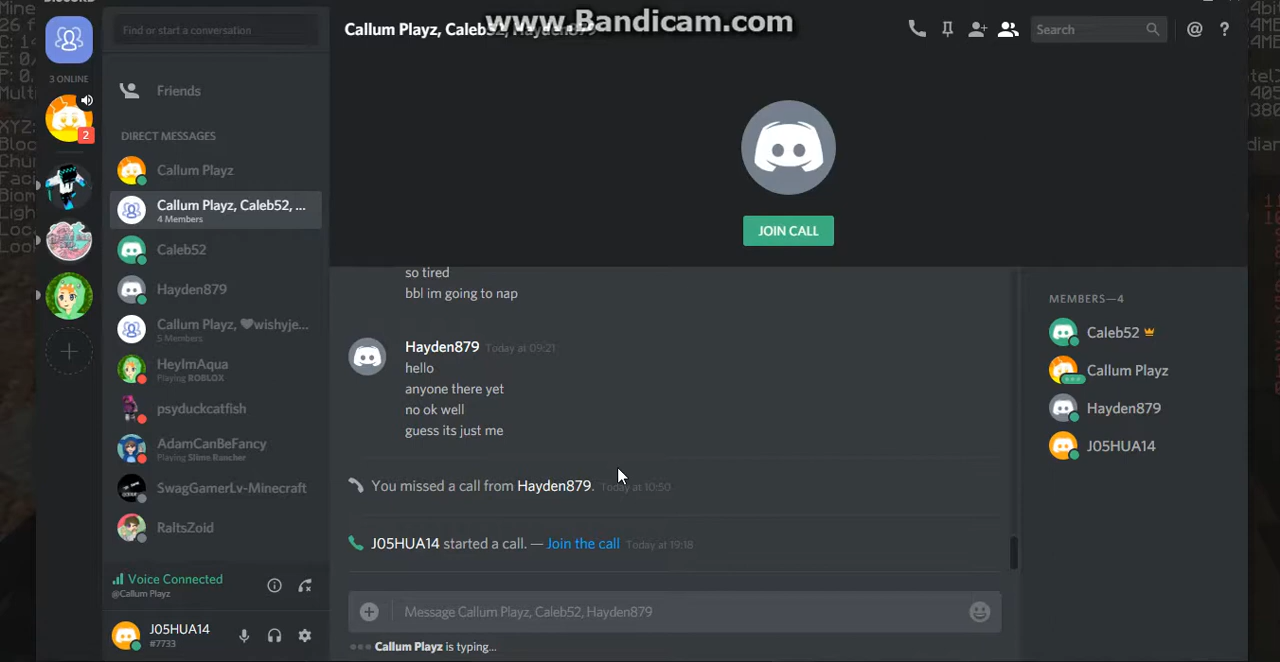 www.Bandicam.com
DISCORD
Find or start a conversation
Callum Playz, Caleb52, Hayden879
Search
@
?
3 ONLINE
2
Friends
DIRECT MESSAGES
Callum Playz
Callum Playz, Caleb52, ...
4 Members
Caleb52
Hayden879
Callum Playz, ♥wishyje...
5 Members
HeyImAqua
Playing ROBLOX
psyduckcatfish
AdamCanBeFancy
Playing Slime Rancher
SwagGamerLv-Minecraft
RaltsZoid
Voice Connected
@Callum Playz
J05HUA14
#7733
JOIN CALL
so tired
bbl im going to nap
Hayden879 Today at 09:21
hello
anyone there yet
no ok well
guess its just me
You missed a call from Hayden879. Today at 10:50
J05HUA14 started a call. — Join the call Today at 19:18
Message Callum Playz, Caleb52, Hayden879
Callum Playz is typing...
MEMBERS—4
Caleb52
Callum Playz
Hayden879
J05HUA14